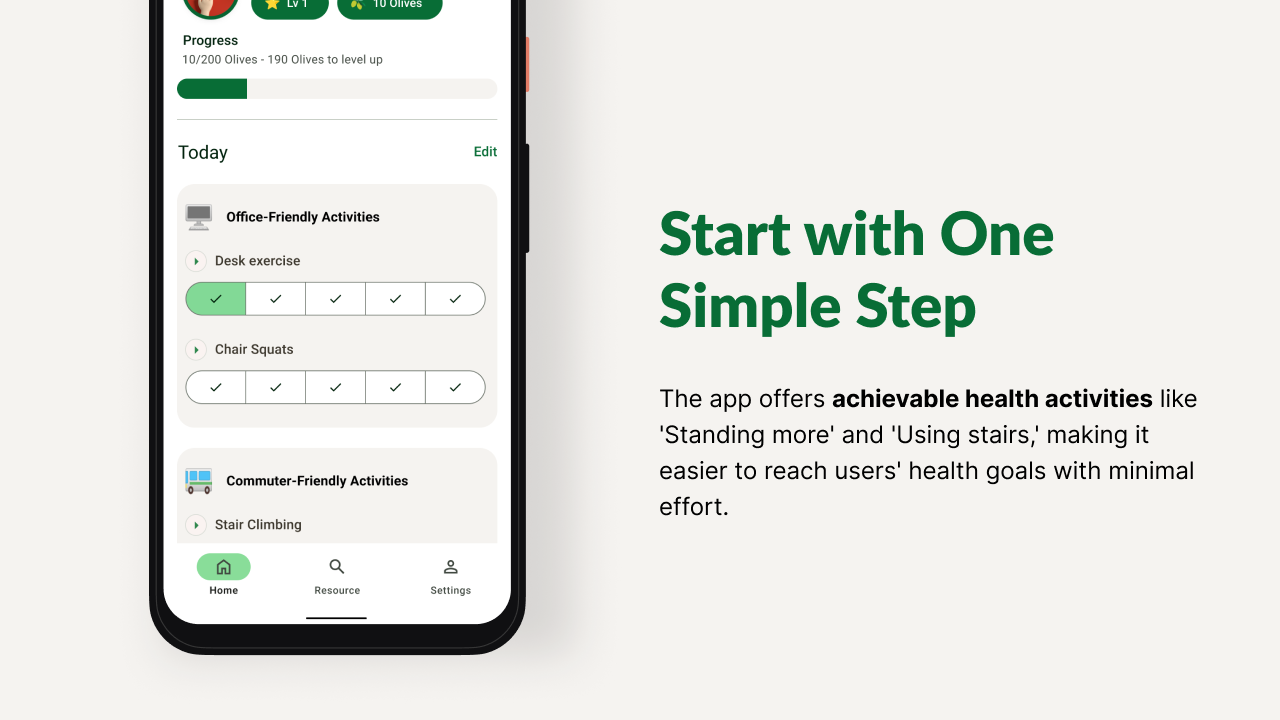 Lv 1
10 Olives
Progress
10/200 Olives - 190 Olives to level up
Today
Edit
Office-Friendly Activities
Desk exercise
Chair Squats
Commuter-Friendly Activities
Stair Climbing
Home
Resource
Settings
Start with One
Simple Step
The app offers achievable health activities like
'Standing more' and 'Using stairs,' making it
easier to reach users' health goals with minimal
effort.